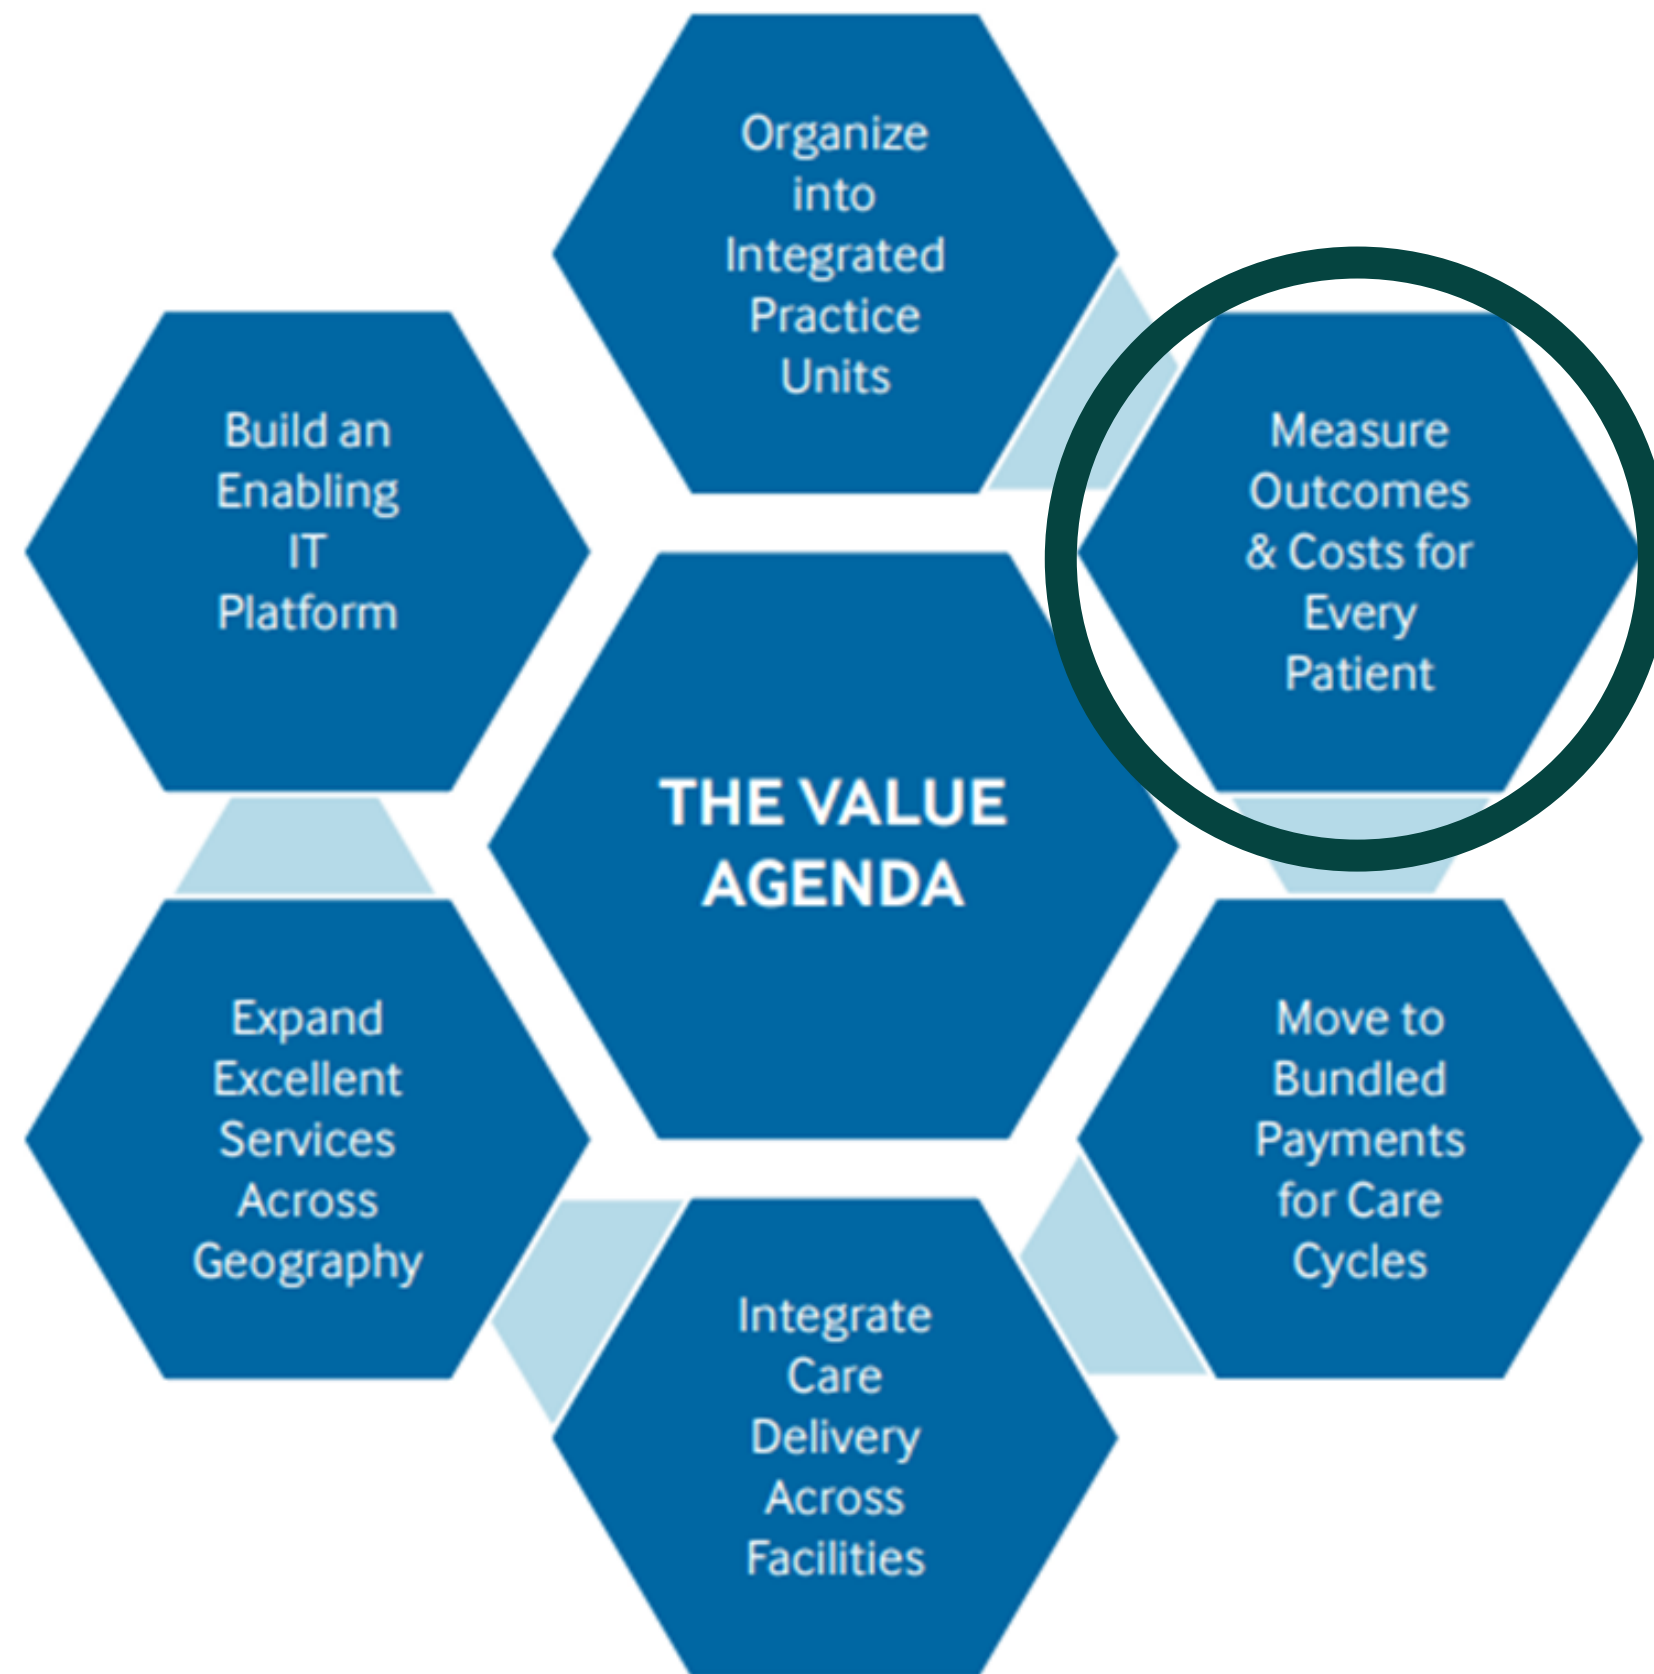 Organize
into
Integrated
Practice
Units
Measure
Outcomes
& Costs for
Every
Patient
Move to
Bundled
Payments
for Care
Cycles
Integrate
Care
Delivery
Across
Facilities
Expand
Excellent
Services
Across
Geography
Build an
Enabling
IT
Platform
THE VALUE
AGENDA